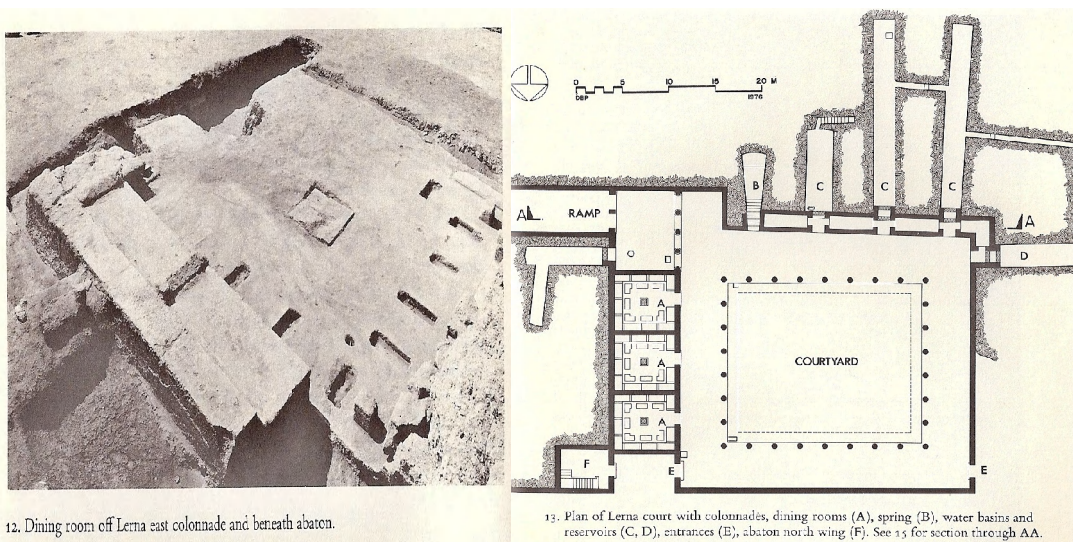 12. Dining room off Lerna east colonnade and beneath abaton.
0 5 10 15 20 M
DBP 1976
B
C
C
C
A
RAMP
A
D
A
A
COURTYARD
A
F
E
E
13. Plan of Lerna court with colonnades, dining rooms (A), spring (B), water basins and
reservoirs (C, D), entrances (E), abaton north wing (F). See 15 for section through AA.